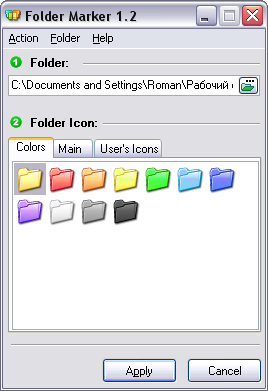 Folder Marker 1.2
Action Folder Help
1 Folder:
C:\Documents and Settings\Roman\Рабочий
2 Folder Icon:
Colors Main User's Icons
Apply Cancel